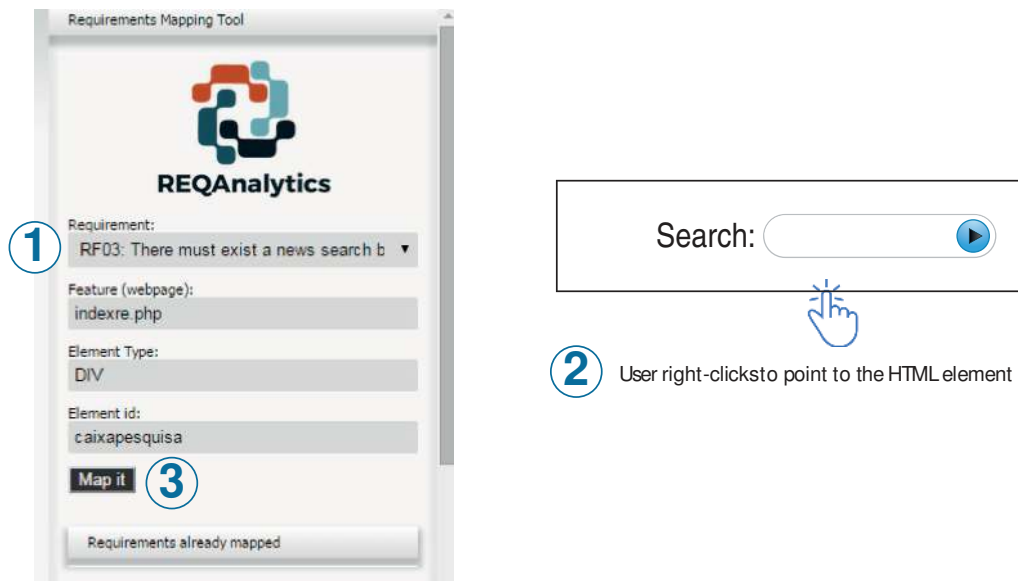 Requirements Mapping Tool
REQAnalytics
1
Requirement:
RF03: There must exist a news search b
Feature (webpage):
indexre.php
Element Type:
DIV
Element id:
caixapesquisa
Map it
3
Requirements already mapped
Search:
2
User right-clicksto point to the HTML element